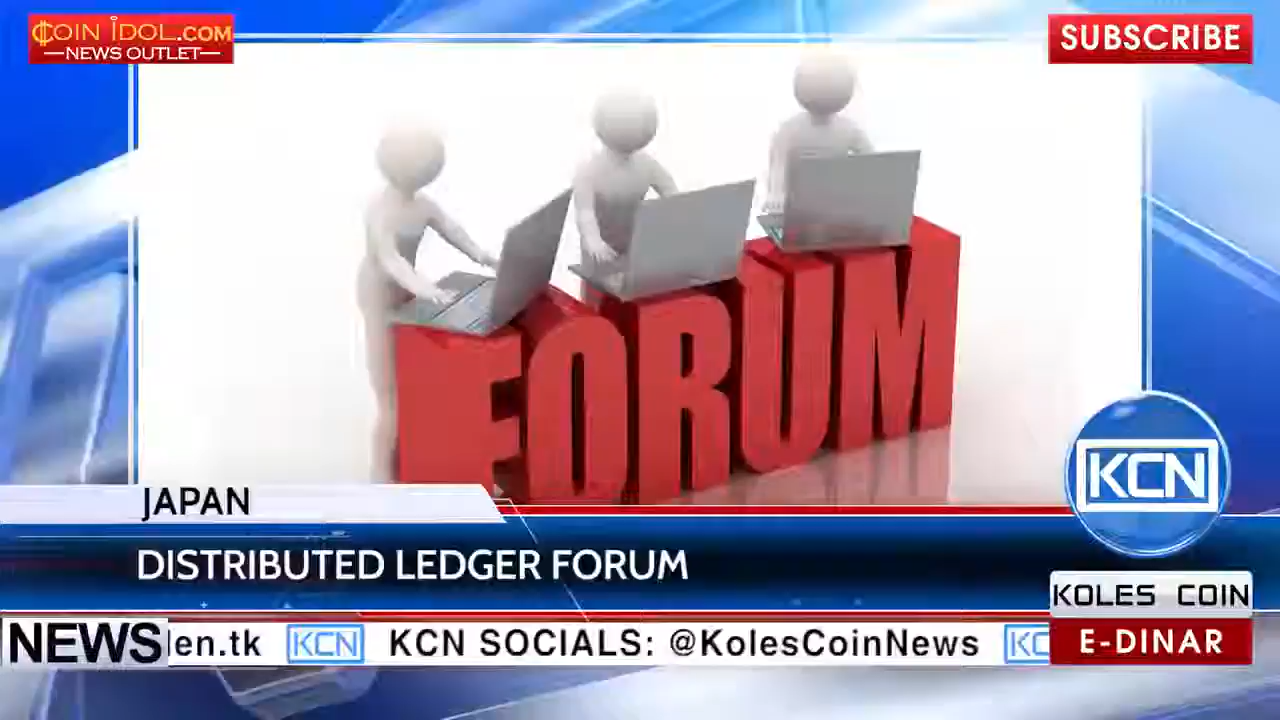 COIN IDOL.COM
NEWS OUTLET
SUBSCRIBE
FORUM
JAPAN
DISTRIBUTED LEDGER FORUM
KCN
KOLES COIN
E-DINAR
NEWS
len.tk KCN KCN SOCIALS: @KolesCoinNews KC